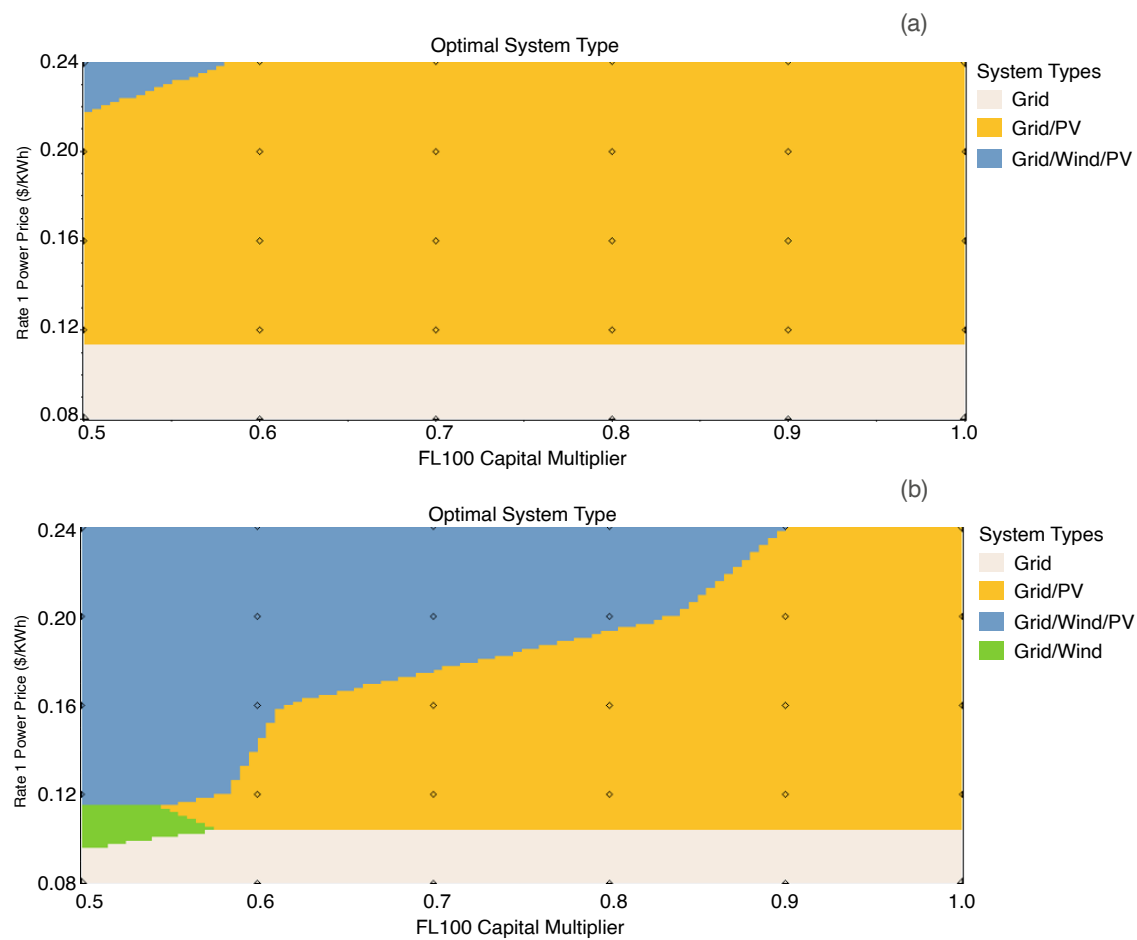 (a)
Optimal System Type
System Types
Grid
Grid/PV
Grid/Wind/PV
Rate 1 Power Price ($/KWh)
0.24
0.20
0.16
0.12
0.08
0.5 0.6 0.7 0.8 0.9 1.0
FL100 Capital Multiplier
(b)
Optimal System Type
System Types
Grid
Grid/PV
Grid/Wind/PV
Grid/Wind
Rate 1 Power Price ($/KWh)
0.24
0.20
0.16
0.12
0.08
0.5 0.6 0.7 0.8 0.9 1.0
FL100 Capital Multiplier